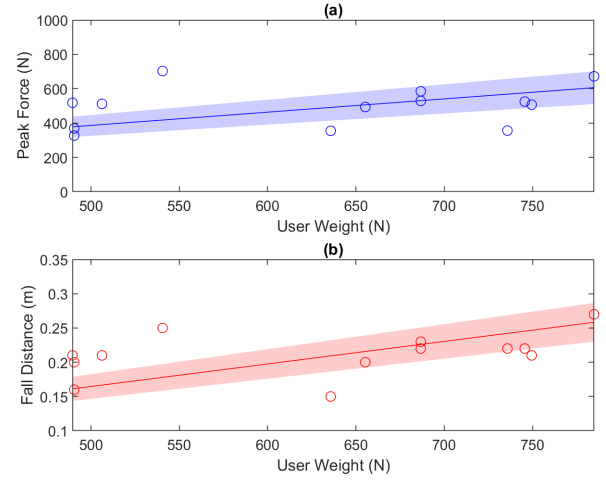 (a)
1000
800
600
400
200
0
Peak Force (N)
500 550 600 650 700 750
User Weight (N)
(b)
0.35
0.3
0.25
0.2
0.15
0.1
Fall Distance (m)
500 550 600 650 700 750
User Weight (N)